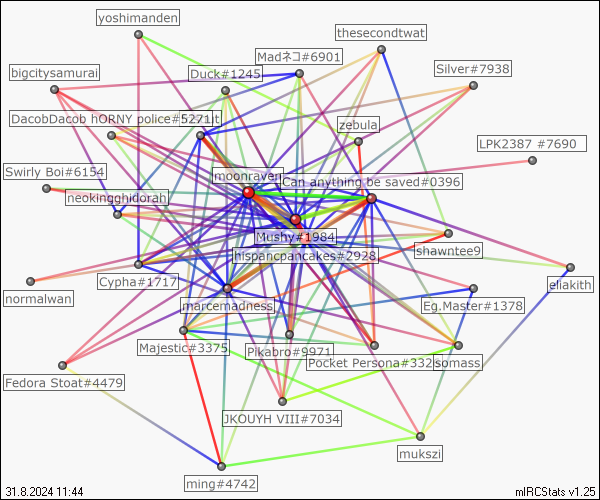 yoshimanden
thesecondtwat
Madネコ#6901
bigcitysamurai
Duck#1245
Silver#7938
DacobDacob hORNY police#5271
zebula
LPK2387 #7690
Swirly Boi#6154
moonraven
Can anything be saved#0396
neokingghidorah
Mushy#1984
hispancpancakes#2928
shawntee9
Cypha#1717
eliakith
normalwan
marcemadness
Eg.Master#1378
Majestic#3375
Pikabro#9971
Pocket Persona#332
somass
Fedora Stoat#4479
JKOUYH VIII#7034
mukszi
ming#4742
31.8.2024 11:44
mIRCStats v1.25